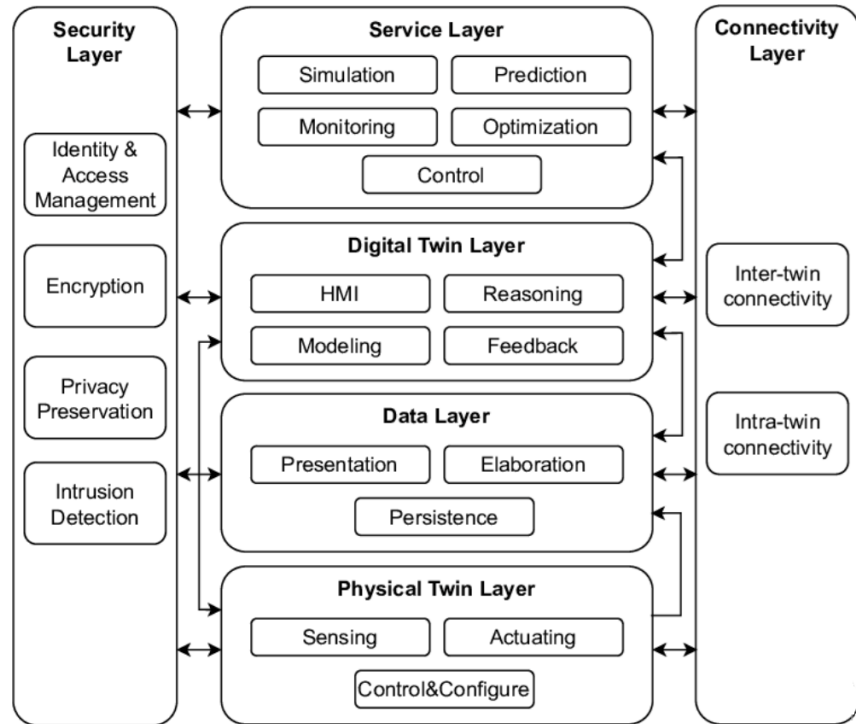 Security
Layer
Identity &
Access
Management
Encryption
Privacy
Preservation
Intrusion
Detection
Service Layer
Simulation
Prediction
Monitoring
Optimization
Control
Digital Twin Layer
HMI
Reasoning
Modeling
Feedback
Data Layer
Presentation
Elaboration
Persistence
Physical Twin Layer
Sensing
Actuating
Control&Configure
Connectivity
Layer
Inter-twin
connectivity
Intra-twin
connectivity